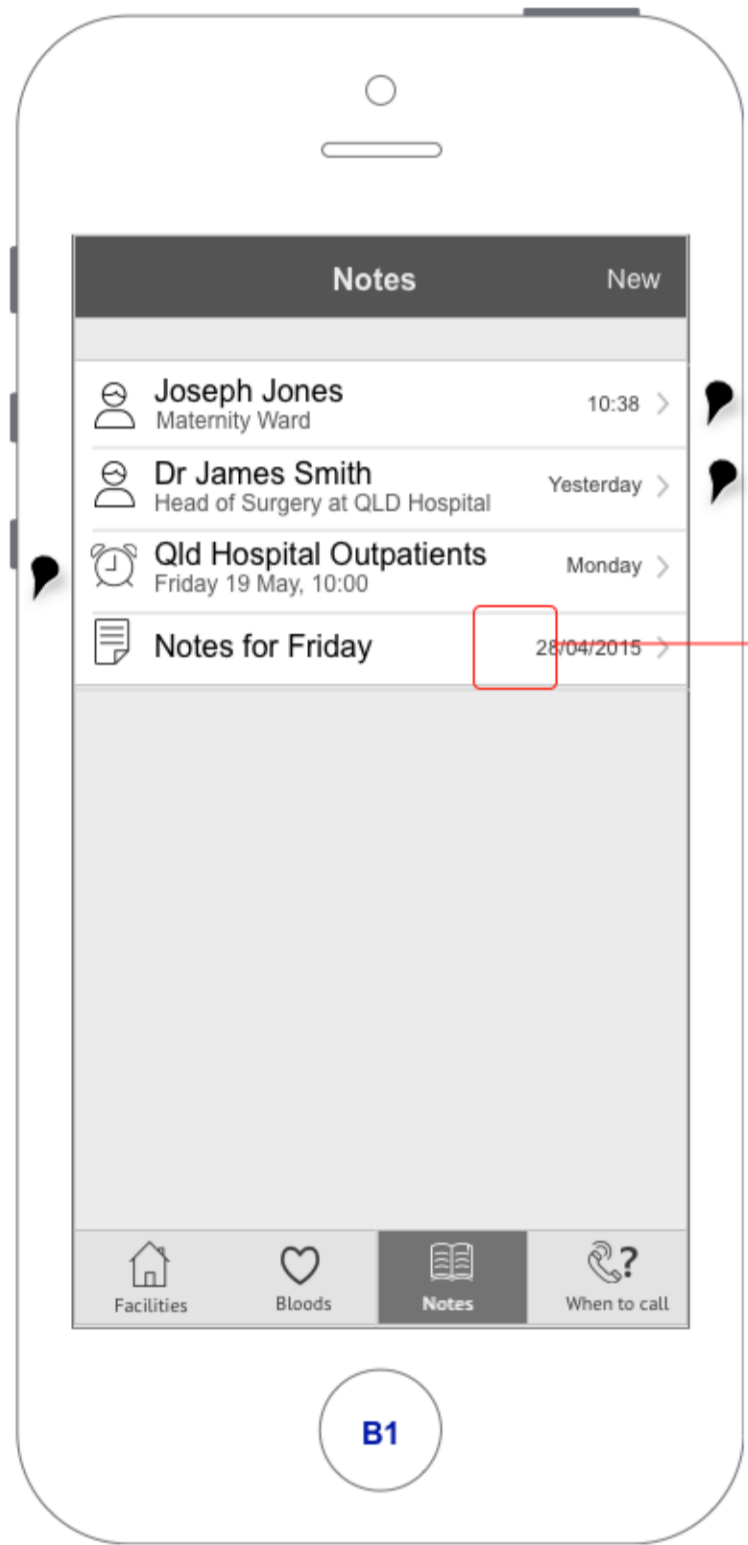 Notes New
Joseph Jones 10:38
Maternity Ward
Dr James Smith Yesterday
Head of Surgery at QLD Hospital
Qld Hospital Outpatients Monday
Friday 19 May, 10:00
Notes for Friday 28/04/2015
?
Facilities Bloods Notes When to call
B1